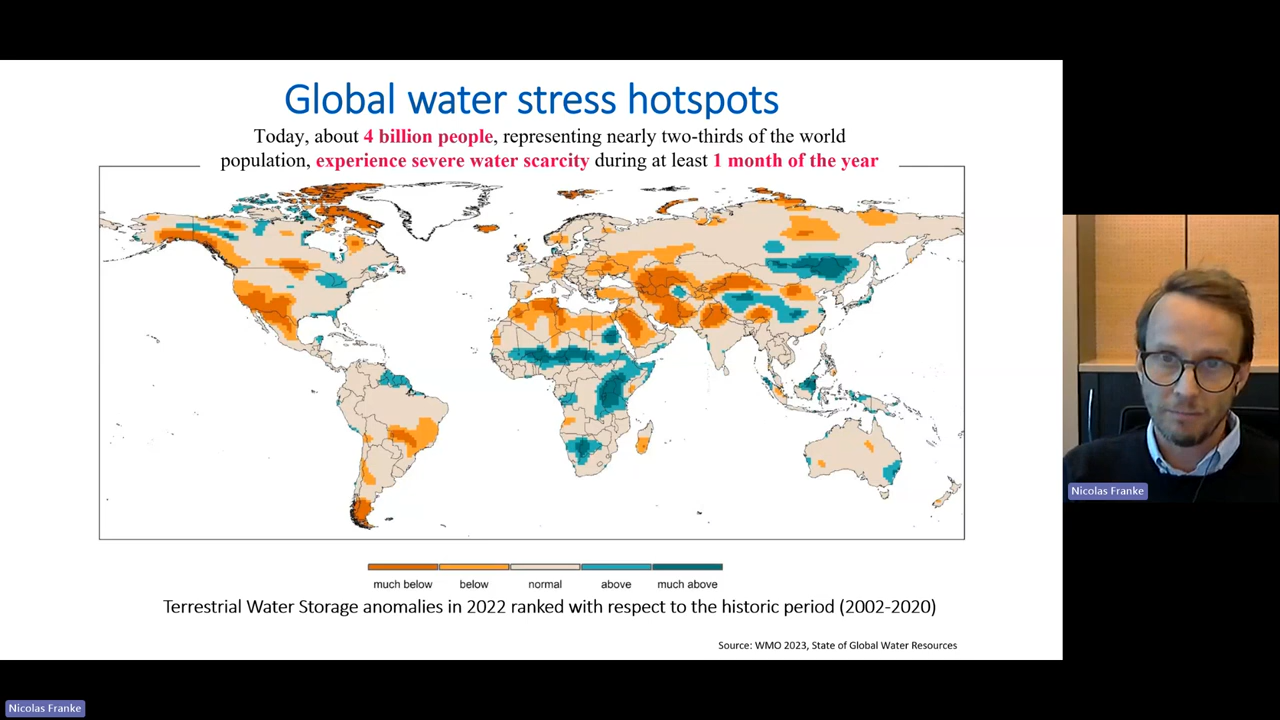 Global water stress hotspots
Today, about 4 billion people, representing nearly two-thirds of the world
population, experience severe water scarcity during at least 1 month of the year
much below
below
normal
above
much above
Terrestrial Water Storage anomalies in 2022 ranked with respect to the historic period (2002-2020)
Source: WMO 2023, State of Global Water Resources
Nicolas Franke
Nicolas Franke